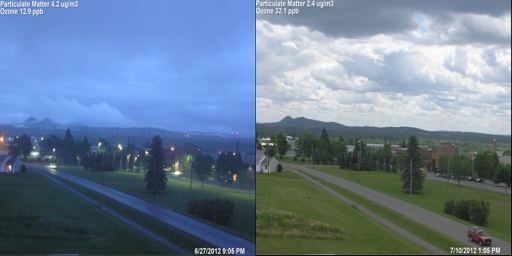 Particulate Matter 4.2 ug/m3
Ozone 12.9 ppb
6/27/2012 9:05 PM
Particulate Matter 2.4 ug/m3
Ozone 32.1 ppb
7/10/2012 1:05 PM